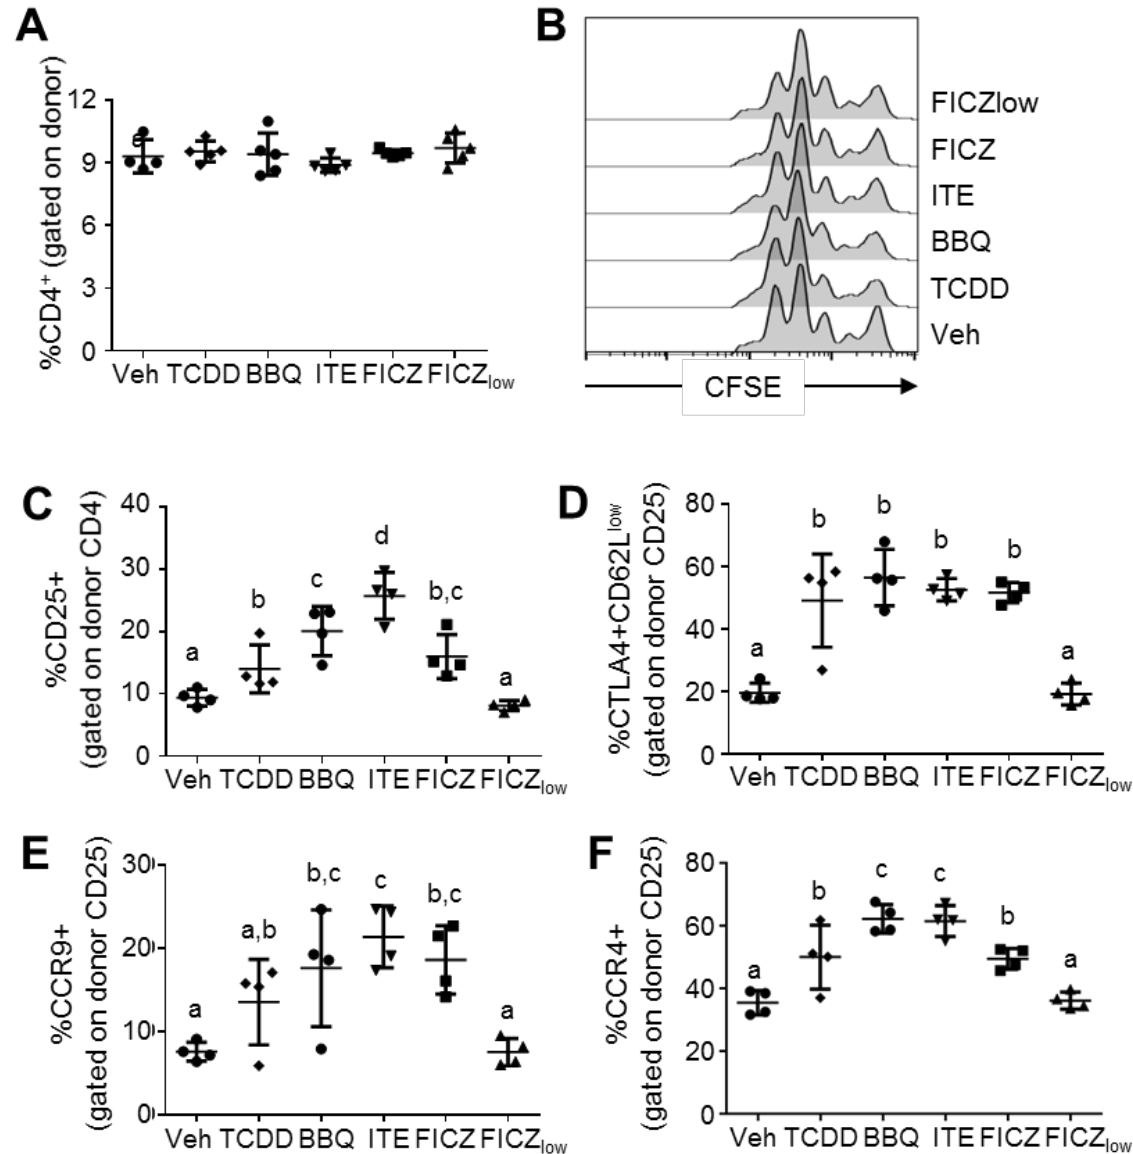 A
%CD4+ (gated on donor)
12
9
6
3
0
Veh TCDD BBQ ITE FICZ FICZlow
B
FICZlow
FICZ
ITE
BBQ
TCDD
Veh
CFSE
C
%CD25+
(gated on donor CD4)
40
30
20
10
0
a
b
c
d
b,c
a
Veh TCDD BBQ ITE FICZ FICZlow
D
%CTLA4+CD62Llow
(gated on donor CD25)
80
60
40
20
0
a
b
b
b
b
a
Veh TCDD BBQ ITE FICZ FICZlow
E
%CCR9+
(gated on donor CD25)
30
20
10
0
a
a,b
b,c
c
b,c
a
Veh TCDD BBQ ITE FICZ FICZlow
F
%CCR4+
(gated on donor CD25)
80
60
40
20
0
a
b
c
c
b
a
Veh TCDD BBQ ITE FICZ FICZlow